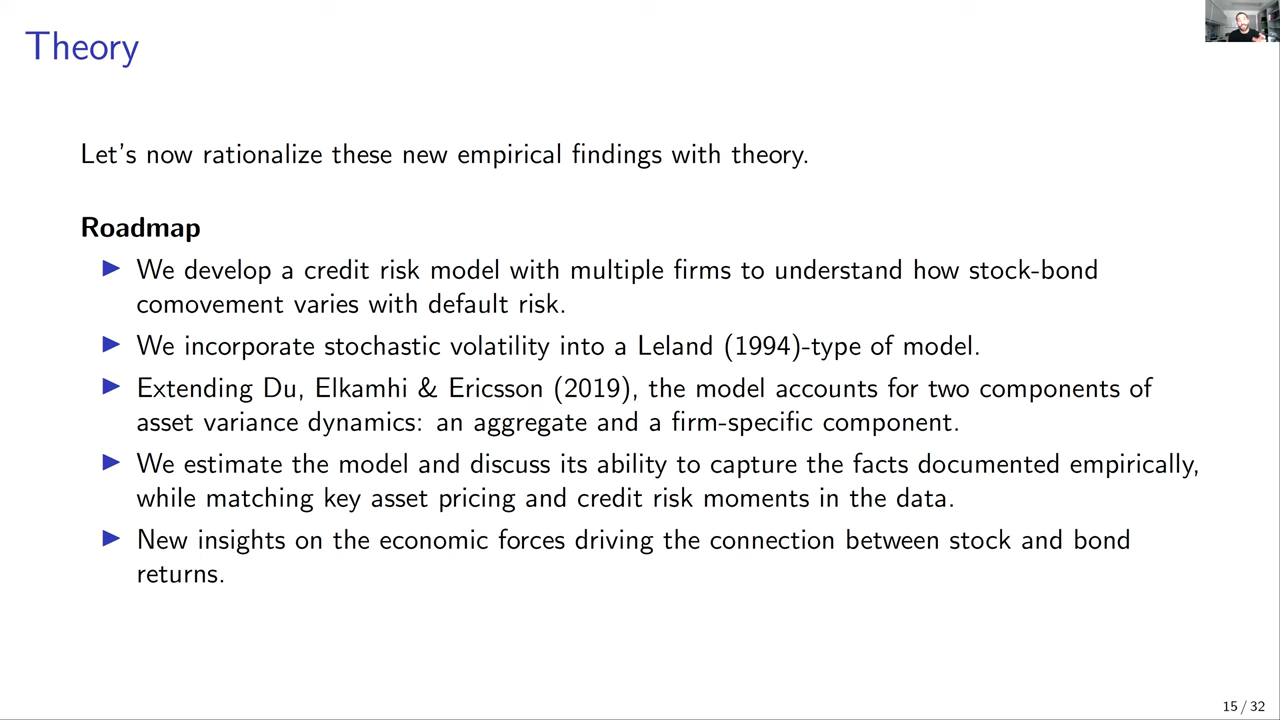 Theory
Let's now rationalize these new empirical findings with theory.
Roadmap
We develop a credit risk model with multiple firms to understand how stock-bond
comovement varies with default risk.
We incorporate stochastic volatility into a Leland (1994)-type of model.
Extending Du, Elkamhi & Ericsson (2019), the model accounts for two components of
asset variance dynamics: an aggregate and a firm-specific component.
We estimate the model and discuss its ability to capture the facts documented empirically,
while matching key asset pricing and credit risk moments in the data.
New insights on the economic forces driving the connection between stock and bond
returns.
15 / 32